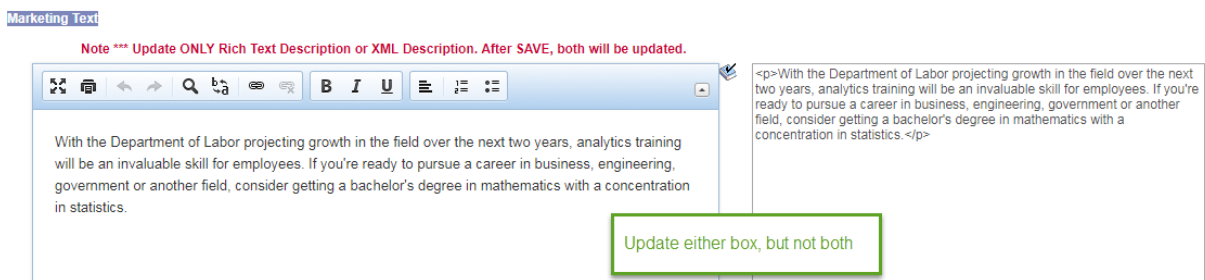 Marketing Text
Note *** Update ONLY Rich Text Description or XML Description. After SAVE, both will be updated.
B I U
With the Department of Labor projecting growth in the field over the next two years, analytics training
will be an invaluable skill for employees. If you're ready to pursue a career in business, engineering,
government or another field, consider getting a bachelor's degree in mathematics with a concentration
in statistics.
<p>With the Department of Labor projecting growth in the field over the next
two years, analytics training will be an invaluable skill for employees. If you're
ready to pursue a career in business, engineering, government or another
field, consider getting a bachelor's degree in mathematics with a
concentration in statistics.</p>
Update either box, but not both